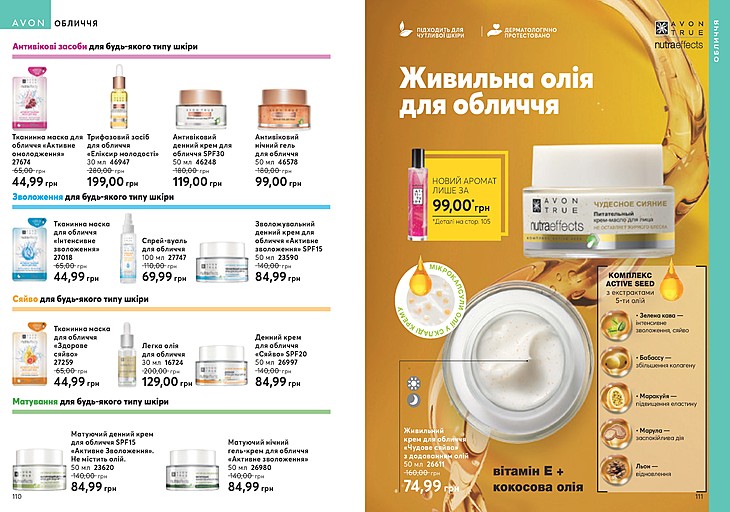 AVON
ОБЛИЧЧЯ
Антивікові засоби для будь-якого типу шкіри
Тканинна маска для
обличчя «Активне
омолодження»
27674
65,00 грн
44,99 грн
Трифазовий засіб
для обличчя
«Еліксир молодості»
30 мл 46947
280,00 грн
199,00 грн
Антивіковий
денний крем для
обличчя SPF30
50 мл 46248
180,00 грн
119,00 грн
Антивіковий
нічний гель
для обличчя
50 мл 46578
180,00 грн
99,00 грн
Зволоження для будь-якого типу шкіри
Тканинна маска
для обличчя
«Інтенсивне
зволоження»
27018
65,00 грн
44,99 грн
Спрей-вуаль
для обличчя
100 мл 27747
110,00 грн
69,99 грн
Зволожувальний
денний крем для
обличчя «Активне
зволоження» SPF15
50 мл 23590
140,00 грн
84,99 грн
Сяйво для будь-якого типу шкіри
Тканинна маска
для обличчя
«Здорове
сяйво»
27259
65,00 грн
44,99 грн
Легка олія
для обличчя
30 мл 16724
200,00 грн
129,00 грн
Денний крем
для обличчя
«Сяйво» SPF20
50 мл 26997
140,00 грн
84,99 грн
Матування для будь-якого типу шкіри
Матуючий денний крем
для обличчя SPF15
«Активне Зволоження».
Не містить олій.
50 мл 23620
140,00 грн
84,99 грн
Матуючий нічний
гель-крем для обличчя
«Активне зволоження»
50 мл 26980
140,00 грн
84,99 грн
110
ПІДХОДИТЬ ДЛЯ
ЧУТЛИВОЇ ШКІРИ
ДЕРМАТОЛОГІЧНО
ПРОТЕСТОВАНО
AVON
TRUE
nutraeffects
ОБЛИЧЧЯ
Живильна олія
для обличчя
НОВИЙ АРОМАТ
ЛИШЕ ЗА
99,00*грн
*Деталі на стор. 105
AVON
TRUE
nutraeffects
ЧУДЕСНОЕ СИЯНИЕ
Питательный
крем-масло для лица
НЕ ОСТАВЛЯЕТ ЖИРНОГО БЛЕСКА
МІКРОКАПСУЛИ ОЛІЇ У СКЛАДІ КРЕМУ
КОМПЛЕКС
ACTIVE SEED
з екстрактами
5-ти олій
• Зелена кава —
інтенсивне
зволоження, сяйво
• Бабассу —
збільшення колагену
• Маракуйя —
підвищення еластину
• Марула —
заспокійлива дія
Льон —
відновлення
Живильний
крем для обличчя
«Чудове сяйво»
з додаванням олій
50 мл 26611
160,00 грн
74,99 грн
вітамін Е +
кокосова олія
111